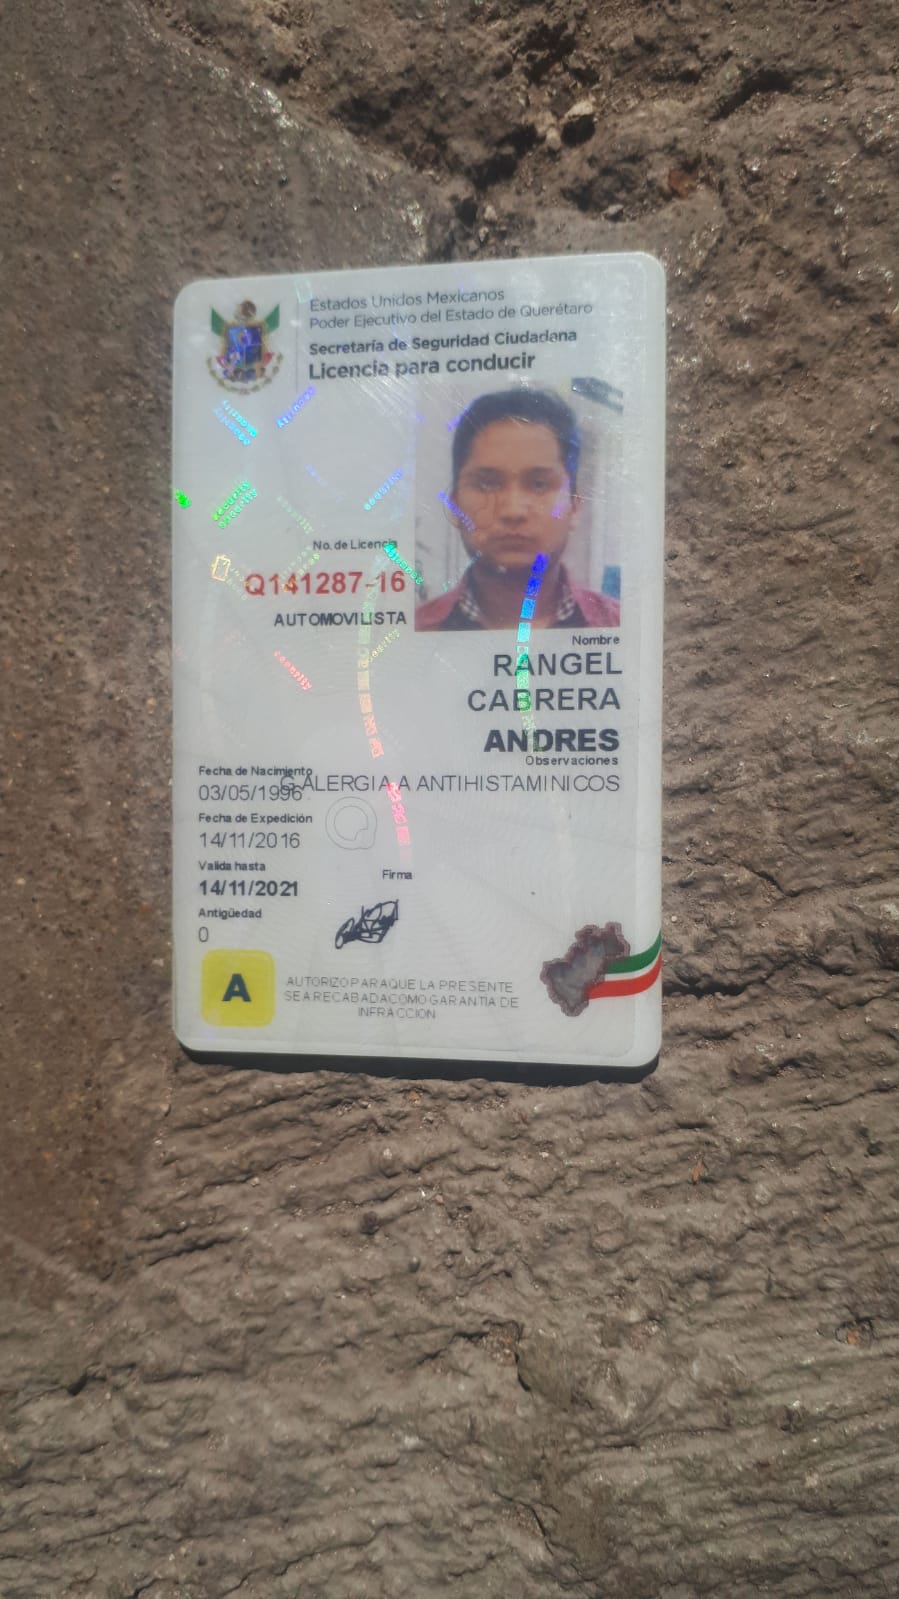 Estados Unidos Mexicanos
Poder Ejecutivo del Estado de Querétaro
Secretaría de Seguridad Ciudadana
Licencia para conducir
No. de Licencia
Q141287-16
AUTOMOVILISTA
Nombre
RANGEL
CABRERA
ANDRES
Observaciones
ALERGIA A ANTIHISTAMINICOS
Fecha de Nacimiento
03/05/1996
Fecha de Expedición
14/11/2016
Valida hasta
14/11/2021
Antigüedad
0
Firma
A
AUTORIZO PARA QUE LA PRESENTE
SEA RECABADA COMO GARANTIA DE
INFRACCION
security